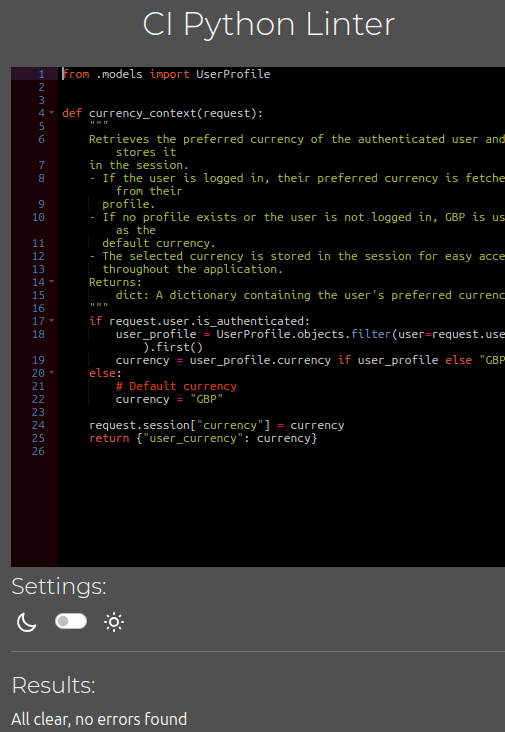 CI Python Linter
1 from .models import UserProfile
2
3
4 def currency_context(request):
5 """
6 Retrieves the preferred currency of the authenticated user and
stores it
7 in the session.
8 - If the user is logged in, their preferred currency is fetche
from their
9 profile.
10 - If no profile exists or the user is not logged in, GBP is us
as the
11 default currency.
12 - The selected currency is stored in the session for easy acce
13 throughout the application.
14 Returns:
15 dict: A dictionary containing the user's preferred currenc
16 """
17 if request.user.is_authenticated:
18 user_profile = UserProfile.objects.filter(user=request.use
).first()
19 currency = user_profile.currency if user_profile else "GBP
20 else:
21 # Default currency
22 currency = "GBP"
23
24 request.session["currency"] = currency
25 return {"user_currency": currency}
26
Settings:
Results:
All clear, no errors found